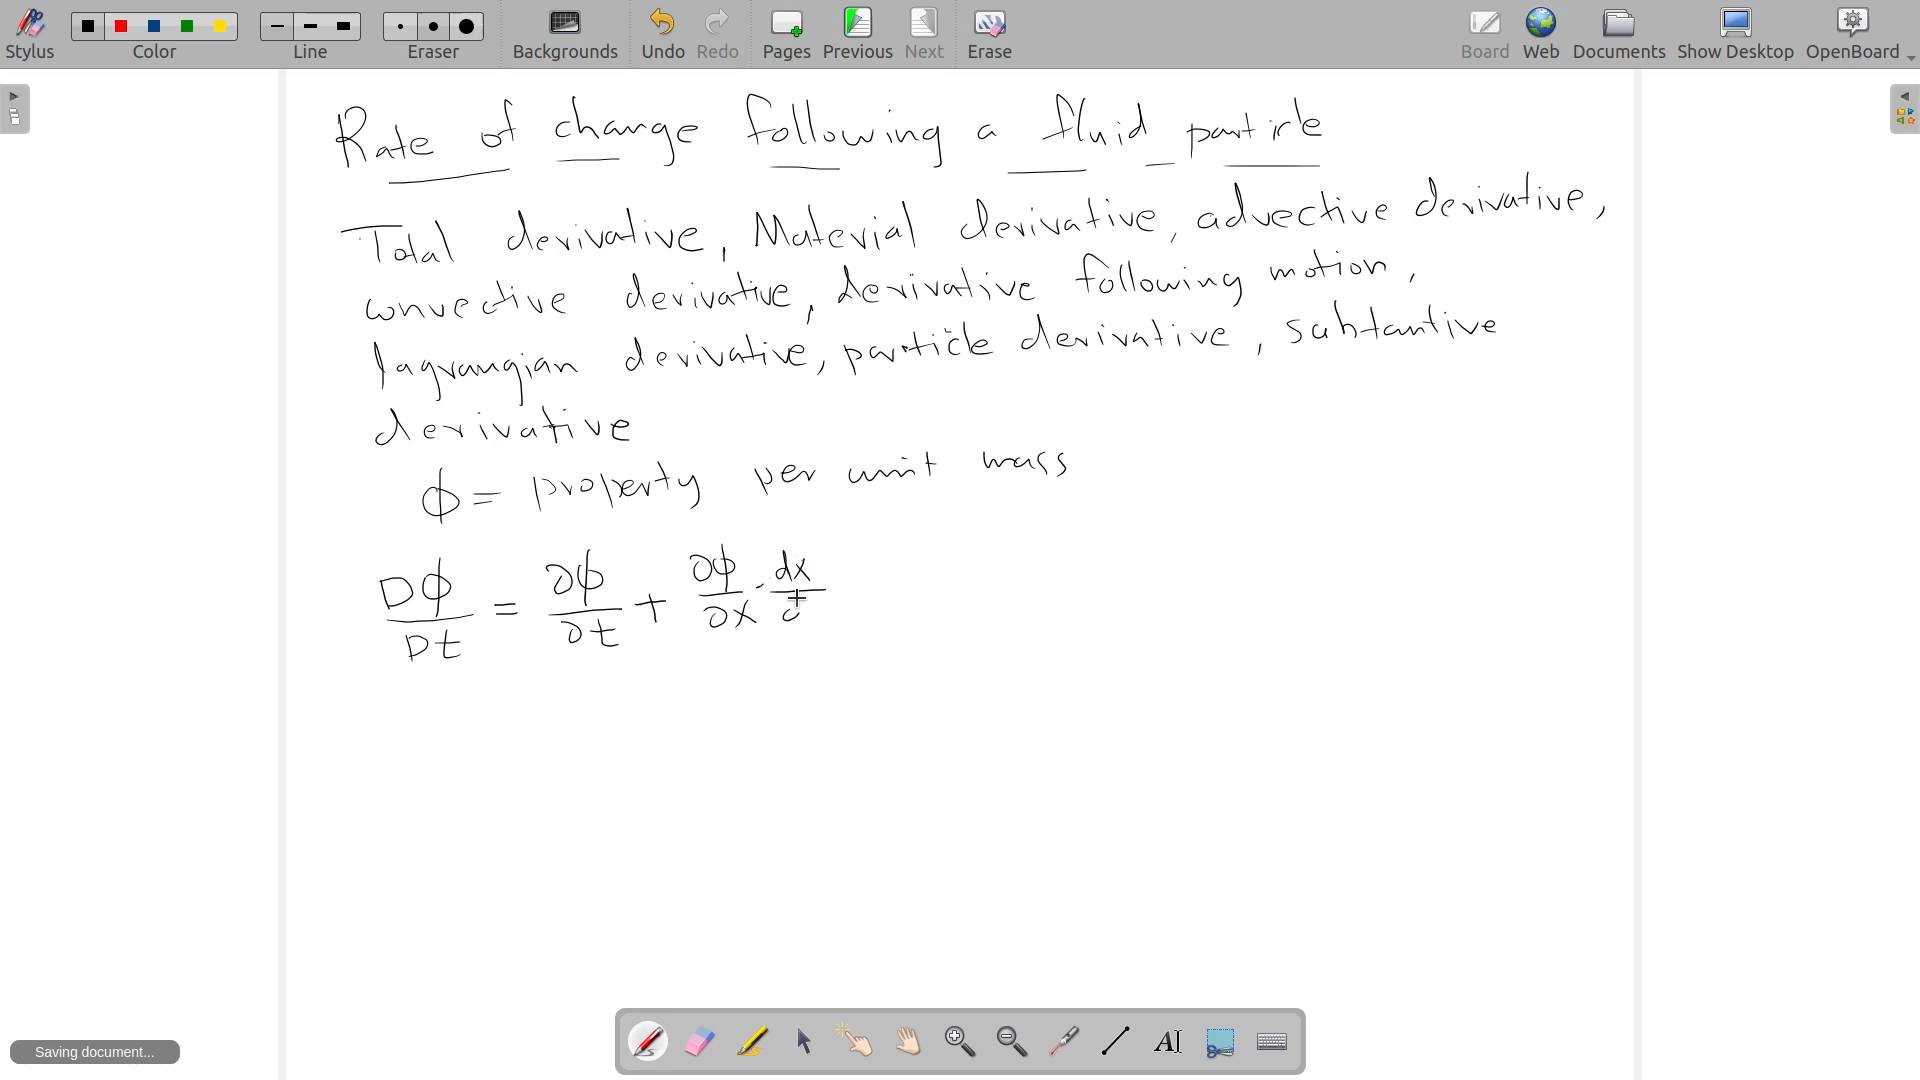 Stylus Color Line Eraser Backgrounds Undo Redo Pages Previous Next Erase Board Web Documents Show Desktop OpenBoard
Rate of change following a fluid particle
Total derivative, Material derivative, advective derivative,
convective derivative, derivative following motion,
lagrangian derivative, particle derivative, substantive
derivative
ϕ = property per unit mass
Dϕ/Dt = ∂ϕ/∂t + ∂ϕ/∂x · dx/d
Saving document...